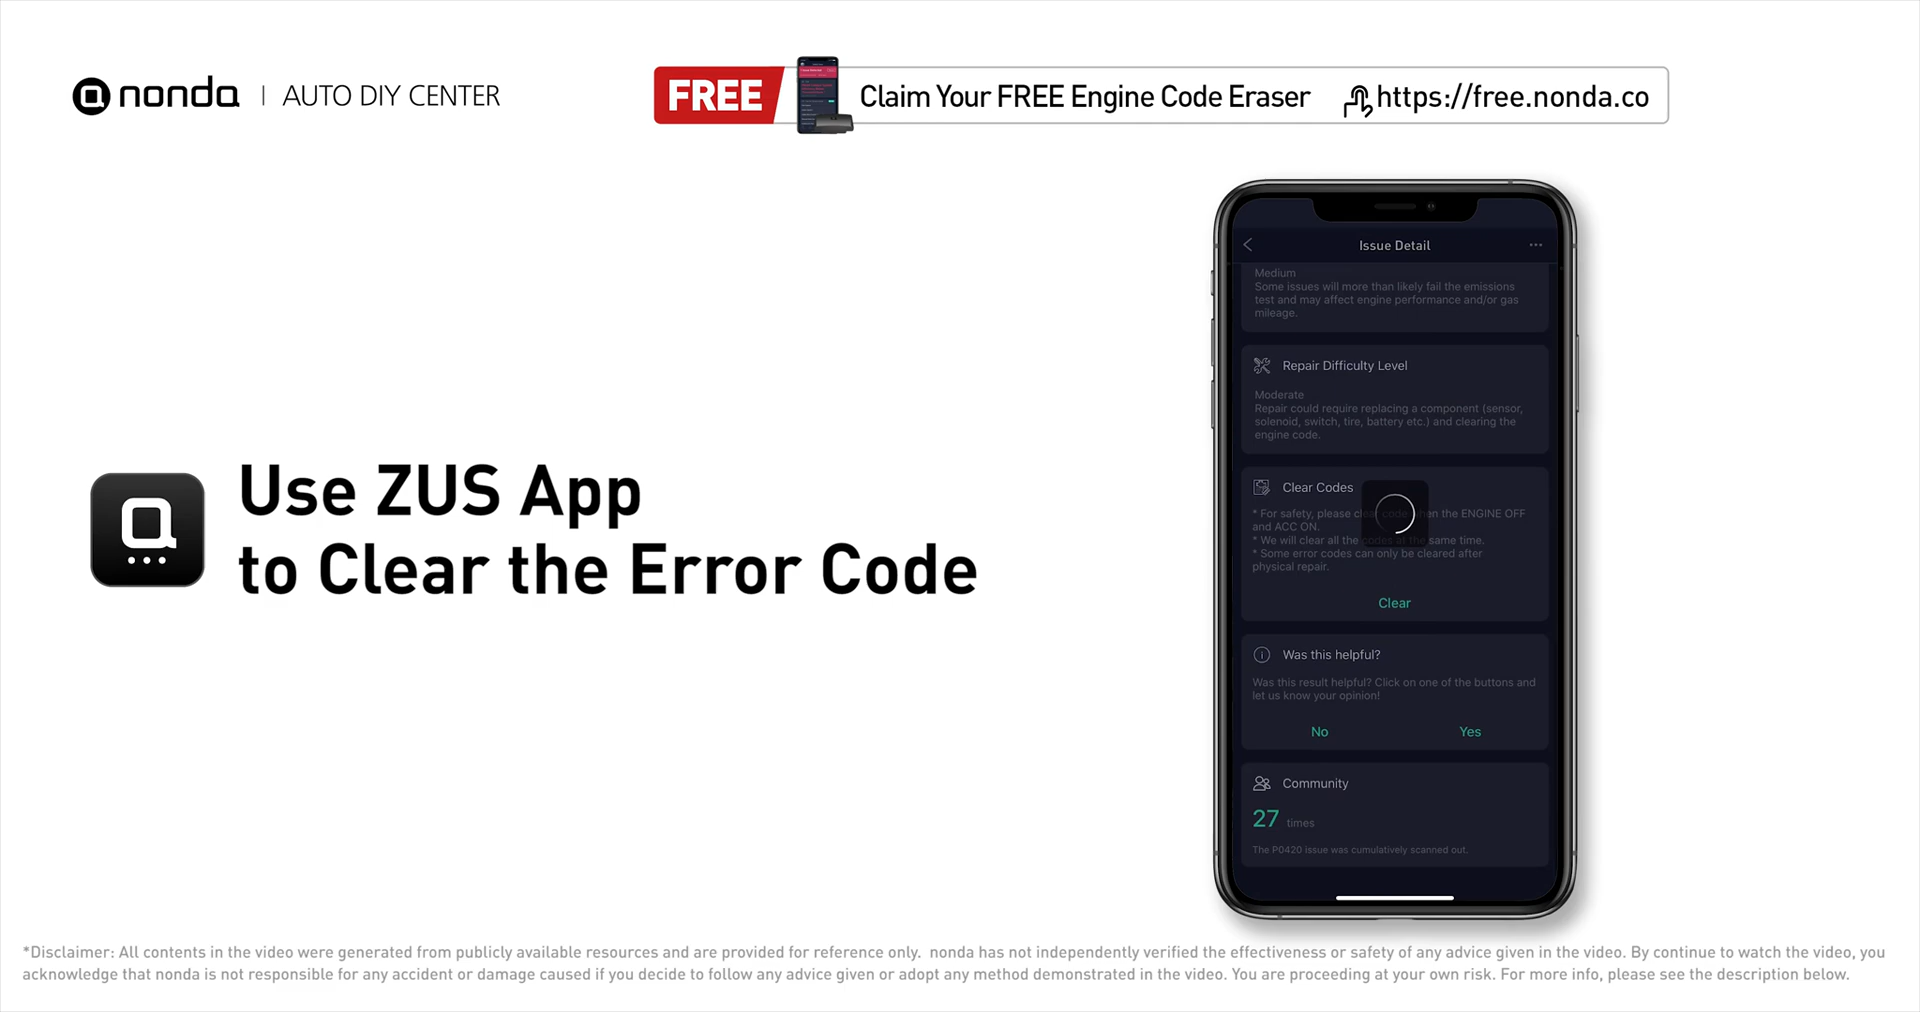 nonda | AUTO DIY CENTER
FREE Claim Your FREE Engine Code Eraser https://free.nonda.co
Use ZUS App
to Clear the Error Code
Issue Detail
Medium
Some issues will more than likely fail the emissions
test and may affect engine performance and/or gas
mileage.
Repair Difficulty Level
Moderate
Repair could require replacing a component (sensor,
solenoid, switch, tire, battery etc.) and clearing the
engine code.
Clear Codes
* For safety, please clear code when the ENGINE OFF
and ACC ON.
* We will clear all the codes at the same time.
* Some error codes can only be cleared after
physical repair.
Clear
Was this helpful?
Was this result helpful? Click on one of the buttons and
let us know your opinion!
No Yes
Community
27 times
The P0420 issue was cumulatively scanned out.
*Disclaimer: All contents in the video were generated from publicly available resources and are provided for reference only. nonda has not independently verified the effectiveness or safety of any advice given in the video. By continue to watch the video, you
acknowledge that nonda is not responsible for any accident or damage caused if you decide to follow any advice given or adopt any method demonstrated in the video. You are proceeding at your own risk. For more info, please see the description below.